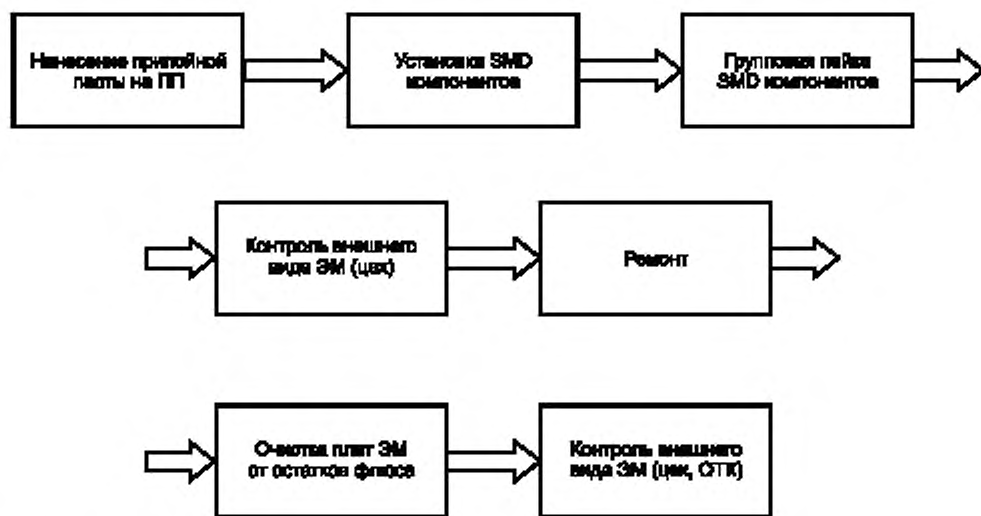 Нанесение припойной
пасты на ПП
Установка SMD
компонентов
Групповая пайка
SMD компонентов
Контроль внешнего
вида ЭМ (цех)
Ремонт
Очистка плат ЭМ
от остатков флюса
Контроль внешнего
вида ЭМ (цех, ОТК)